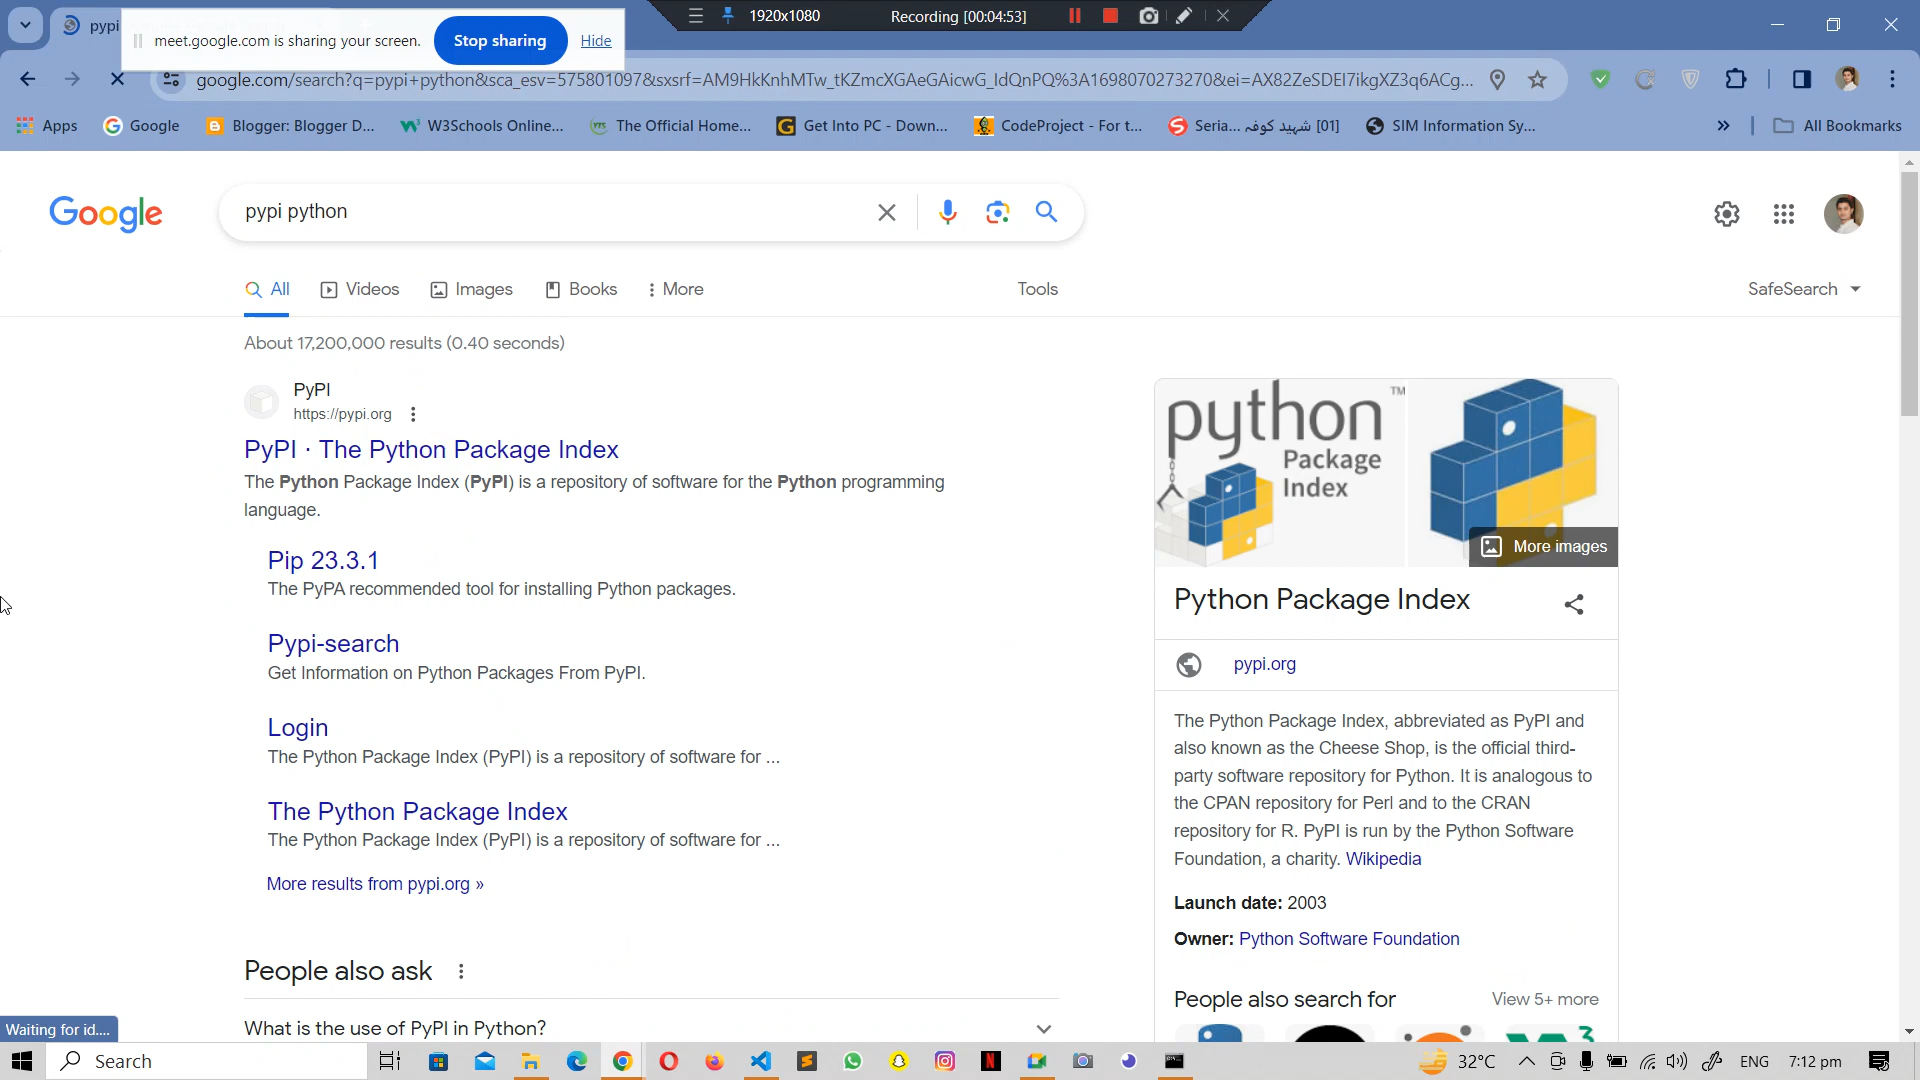 pypi
meet.google.com is sharing your screen.
Stop sharing
Hide
1920x1080
Recording [00:04:53]
google.com/search?q=pypi+python&sca_esv=575801097&sxsrf=AM9HkKnhMTw_tKZmcXGAeGAicwG_IdQnPQ%3A1698070273270&ei=AX82ZeSDEI7ikgXZ3q6ACg...
Apps
Google
Blogger: Blogger D...
W3Schools Online...
The Official Home...
Get Into PC - Down...
CodeProject - For t...
Seria... شہید کوفہ [01]
SIM Information Sy...
All Bookmarks
Google
pypi python
All
Videos
Images
Books
More
Tools
SafeSearch
About 17,200,000 results (0.40 seconds)
PyPI
https://pypi.org
PyPI · The Python Package Index
The Python Package Index (PyPI) is a repository of software for the Python programming
language.
Pip 23.3.1
The PyPA recommended tool for installing Python packages.
Pypi-search
Get Information on Python Packages From PyPI.
Login
The Python Package Index (PyPI) is a repository of software for ...
The Python Package Index
The Python Package Index (PyPI) is a repository of software for ...
More results from pypi.org »
People also ask
What is the use of PyPI in Python?
python TM
Package
Index
More images
Python Package Index
pypi.org
The Python Package Index, abbreviated as PyPI and
also known as the Cheese Shop, is the official third-
party software repository for Python. It is analogous to
the CPAN repository for Perl and to the CRAN
repository for R. PyPI is run by the Python Software
Foundation, a charity. Wikipedia
Launch date: 2003
Owner: Python Software Foundation
People also search for
View 5+ more
Waiting for id....
Search
32°C
ENG
7:12 pm